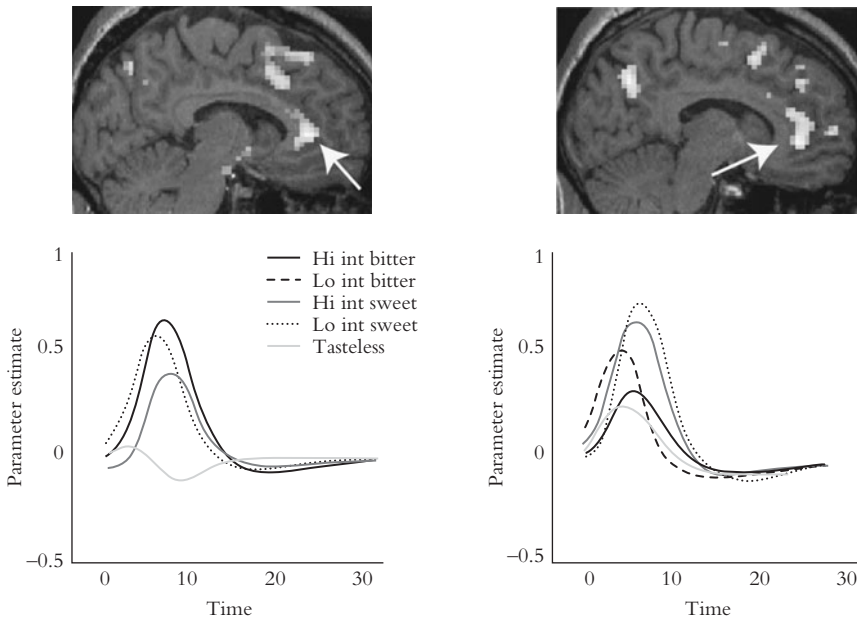 1
0.5
0
−0.5
Parameter estimate
0
10
20
30
Time
Hi int bitter
Lo int bitter
Hi int sweet
Lo int sweet
Tasteless
1
0.5
0
−0.5
Parameter estimate
0
10
20
30
Time